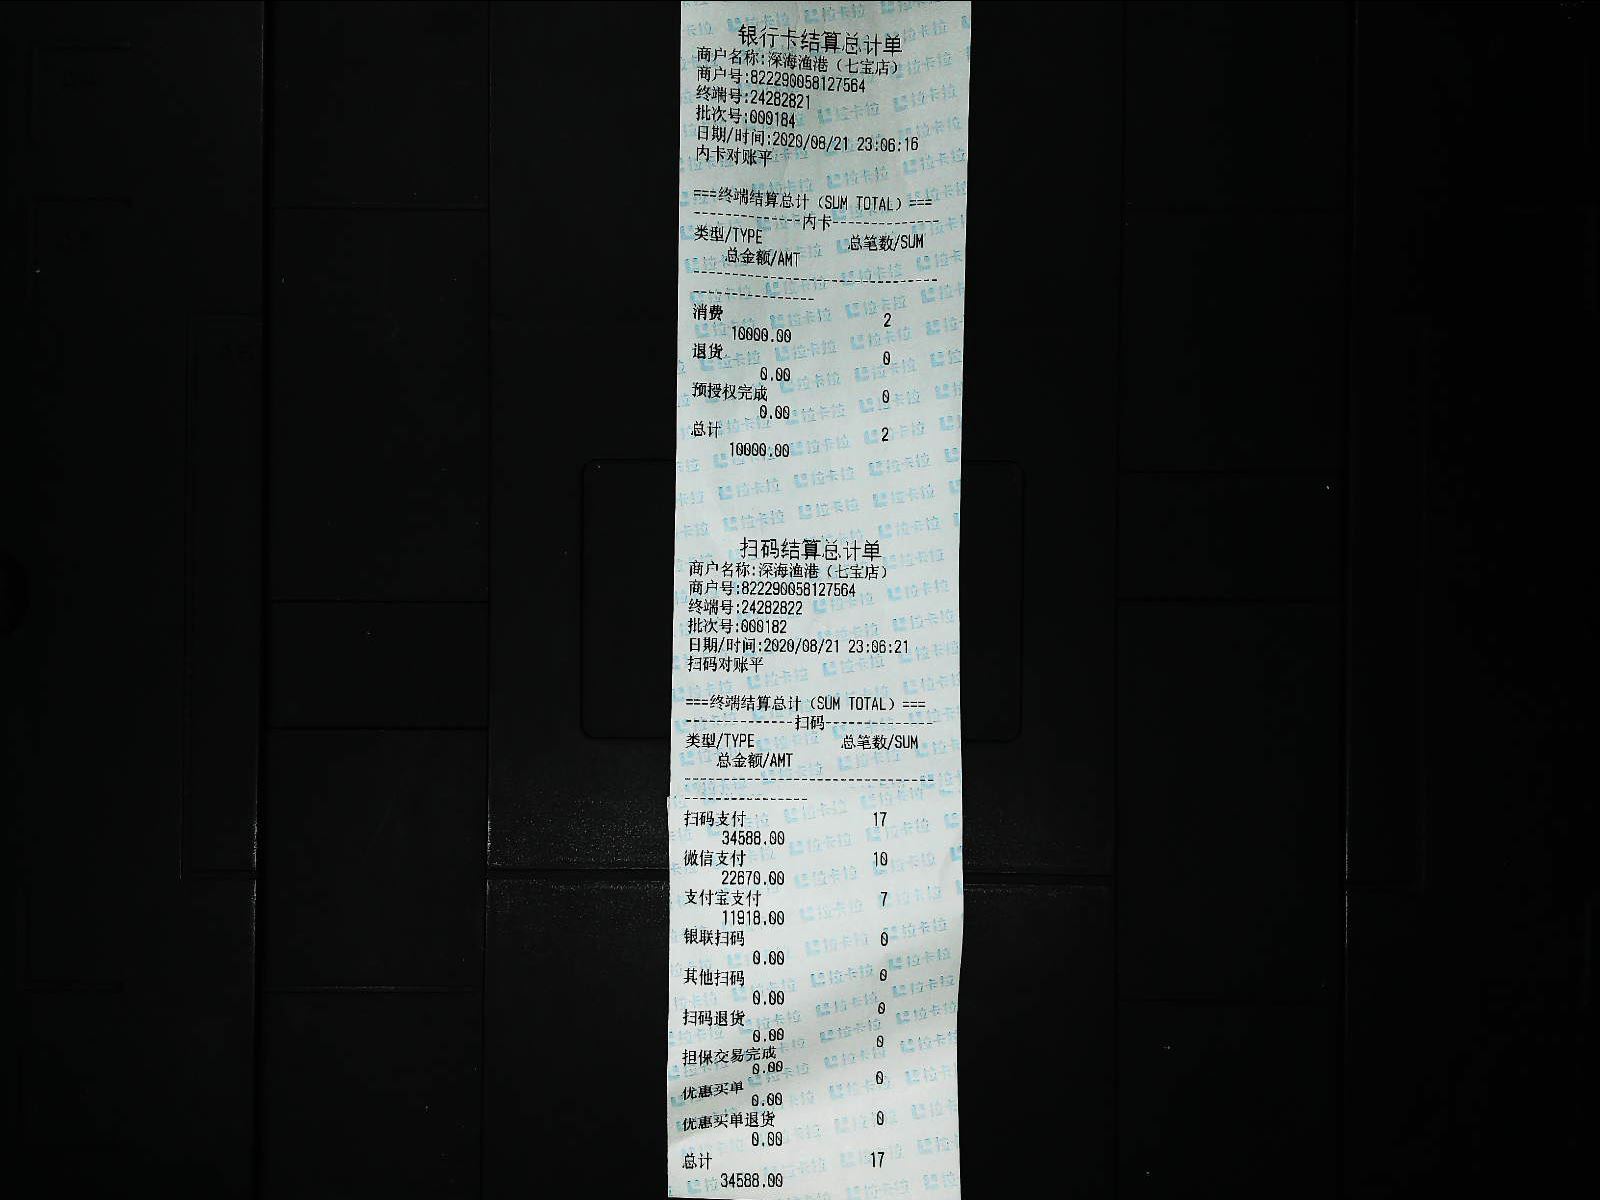 银行卡结算总计单
商户名称:深海渔港（七宝店）
商户号:822290058127564
终端号:24282821
批次号:000184
日期/时间:2020/08/21 23:06:16
内卡对账平
===终端结算总计（SUM TOTAL）===
--------------内卡--------------
类型/TYPE 总笔数/SUM
总金额/AMT
消费 2
10000.00
退货 0
0.00
预授权完成 0
0.00
总计 2
10000.00
扫码结算总计单
商户名称:深海渔港（七宝店）
商户号:822290058127564
终端号:24282822
批次号:000182
日期/时间:2020/08/21 23:06:21
扫码对账平
===终端结算总计（SUM TOTAL）===
--------------扫码--------------
类型/TYPE 总笔数/SUM
总金额/AMT
扫码支付 17
34588.00
微信支付 10
22670.00
支付宝支付 7
11918.00
银联扫码 0
0.00
其他扫码 0
0.00
扫码退货 0
0.00
担保交易完成 0
0.00
优惠买单 0
0.00
优惠买单退货 0
0.00
总计 17
34588.00